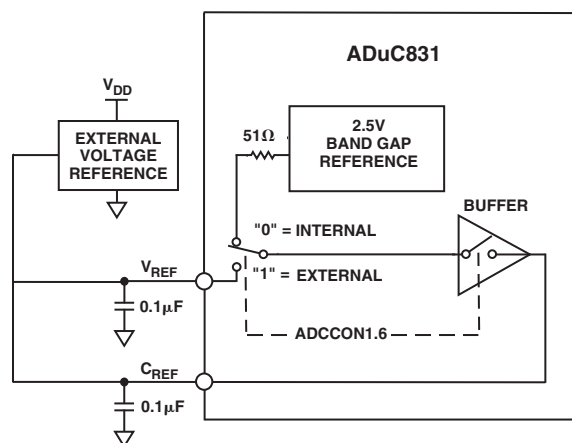 ADuC831
V_DD
EXTERNAL
VOLTAGE
REFERENCE
51Ω
2.5V
BAND GAP
REFERENCE
BUFFER
"0" = INTERNAL
"1" = EXTERNAL
V_REF
0.1μF
ADCCON1.6
C_REF
0.1μF